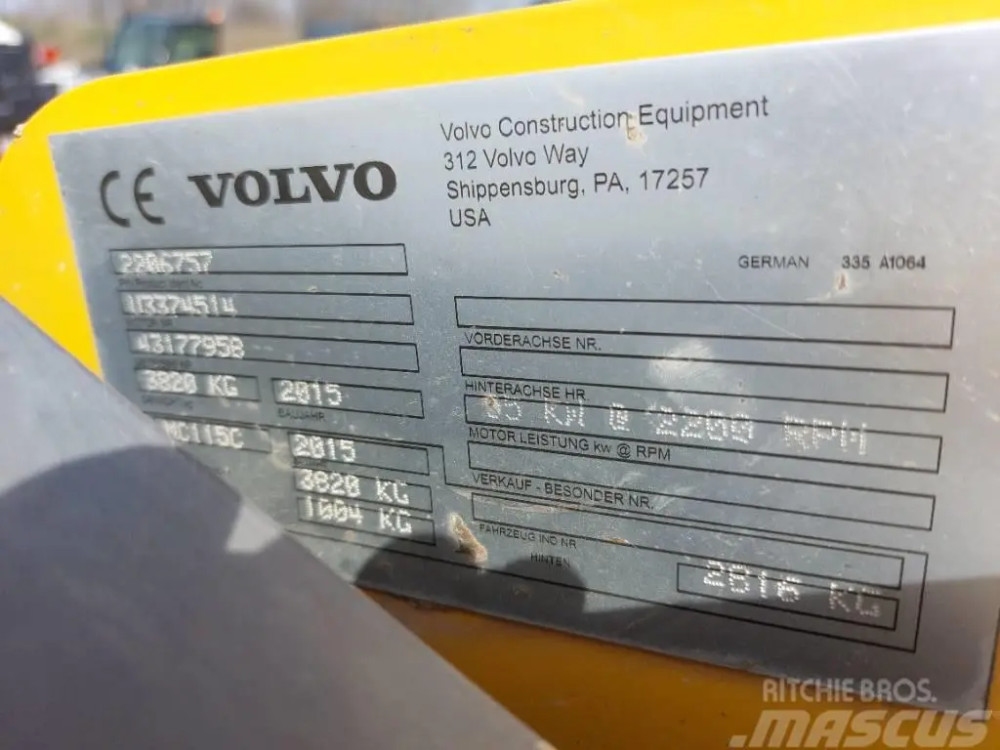 CE VOLVO
Volvo Construction Equipment
312 Volvo Way
Shippensburg, PA, 17257
USA
GERMAN 335 A1064
2206757
43177958
3820 KG 2015
BAUJAHR
MC115C 2015
3820 KG
1004 KG
VORDERACHSE NR.
HINTERACHSE HR.
KW @ 2200 RPM
MOTOR LEISTUNG kw @ RPM
VERKAUF - BESONDER NR.
FAHRZEUG IND NR
HINTEN
2816 KG
RITCHIE BROS.
MASCUS